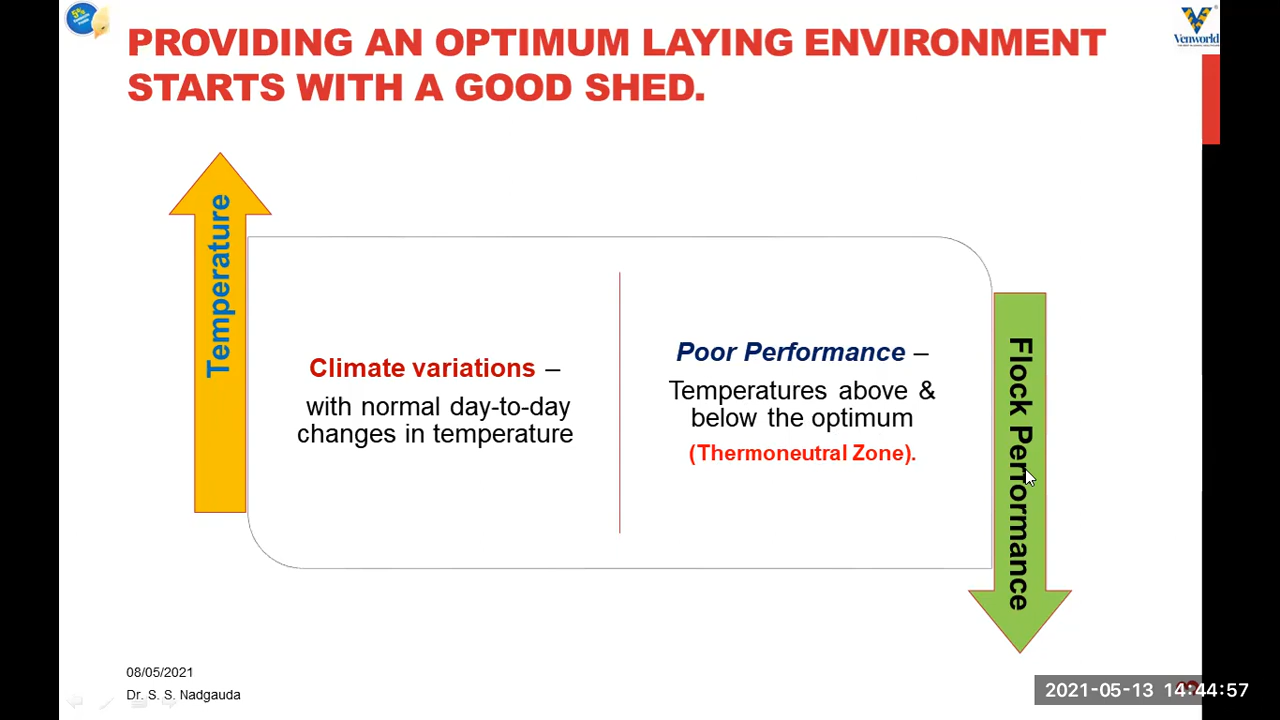 5%
Venworld
PROVIDING AN OPTIMUM LAYING ENVIRONMENT
STARTS WITH A GOOD SHED.
Temperature
Climate variations –
with normal day-to-day
changes in temperature
Poor Performance –
Temperatures above &
below the optimum
(Thermoneutral Zone).
Flock Performance
08/05/2021
Dr. S. S. Nadgauda
2021-05-13 14:44:57